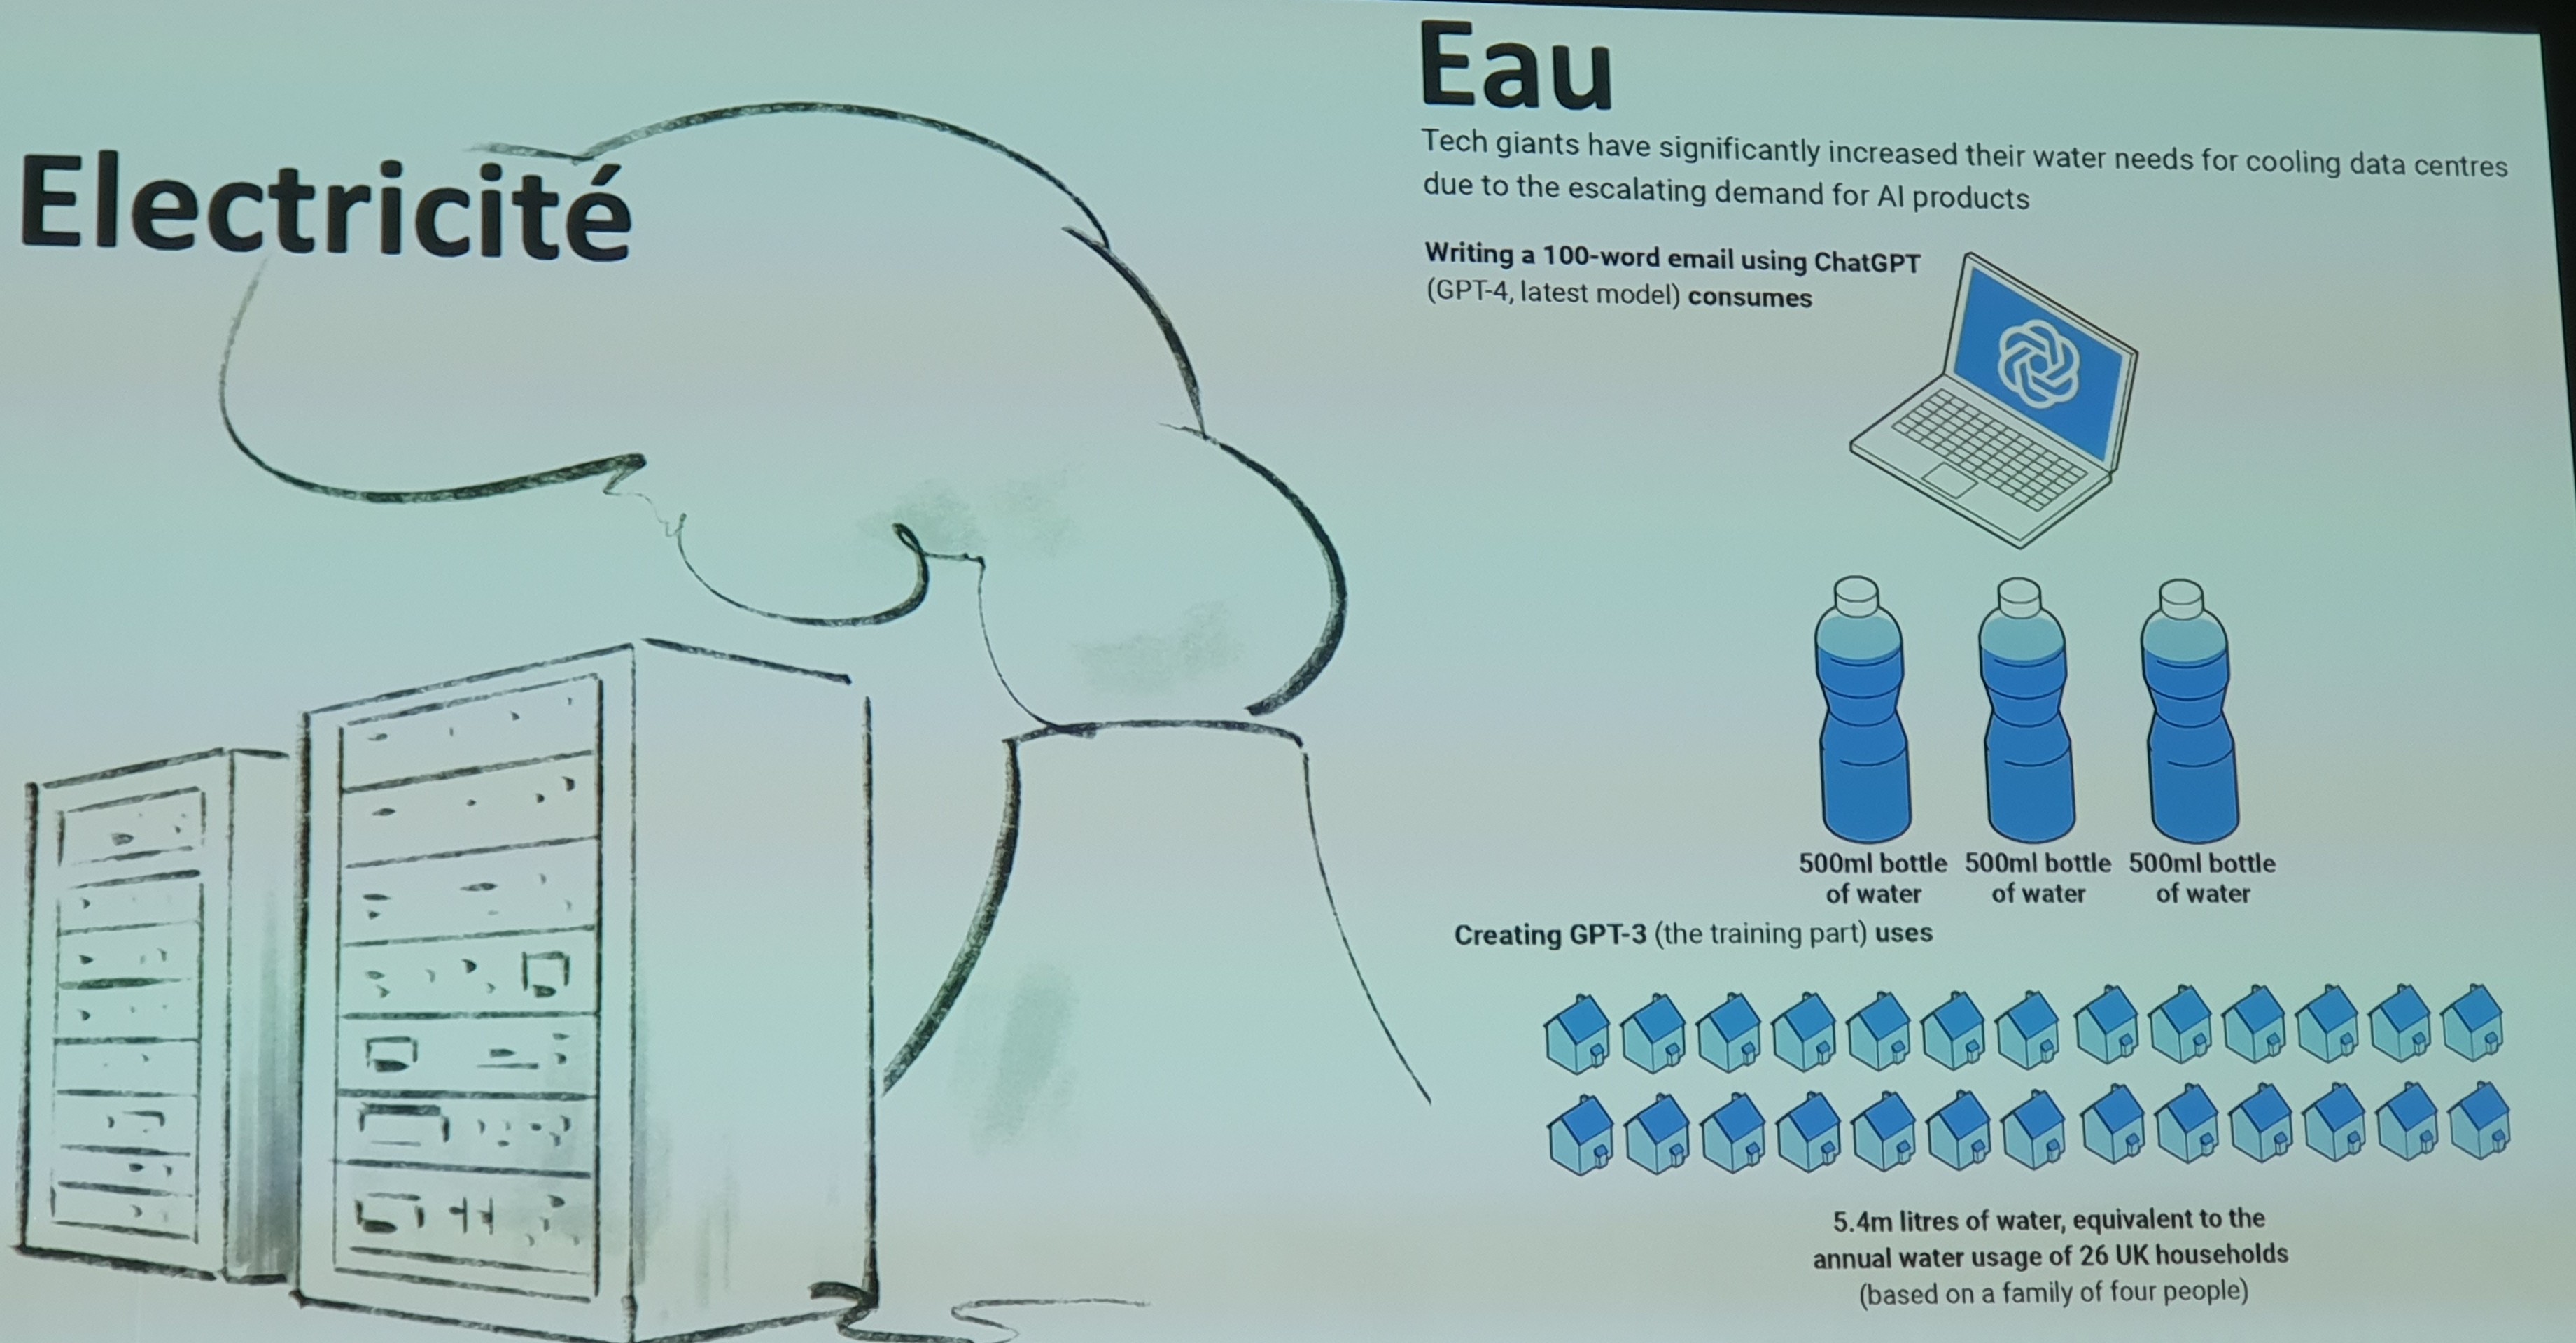 Electricité
Eau
Tech giants have significantly increased their water needs for cooling data centres
due to the escalating demand for AI products
Writing a 100-word email using ChatGPT
(GPT-4, latest model) consumes
500ml bottle
of water
500ml bottle
of water
500ml bottle
of water
Creating GPT-3 (the training part) uses
5.4m litres of water, equivalent to the
annual water usage of 26 UK households
(based on a family of four people)